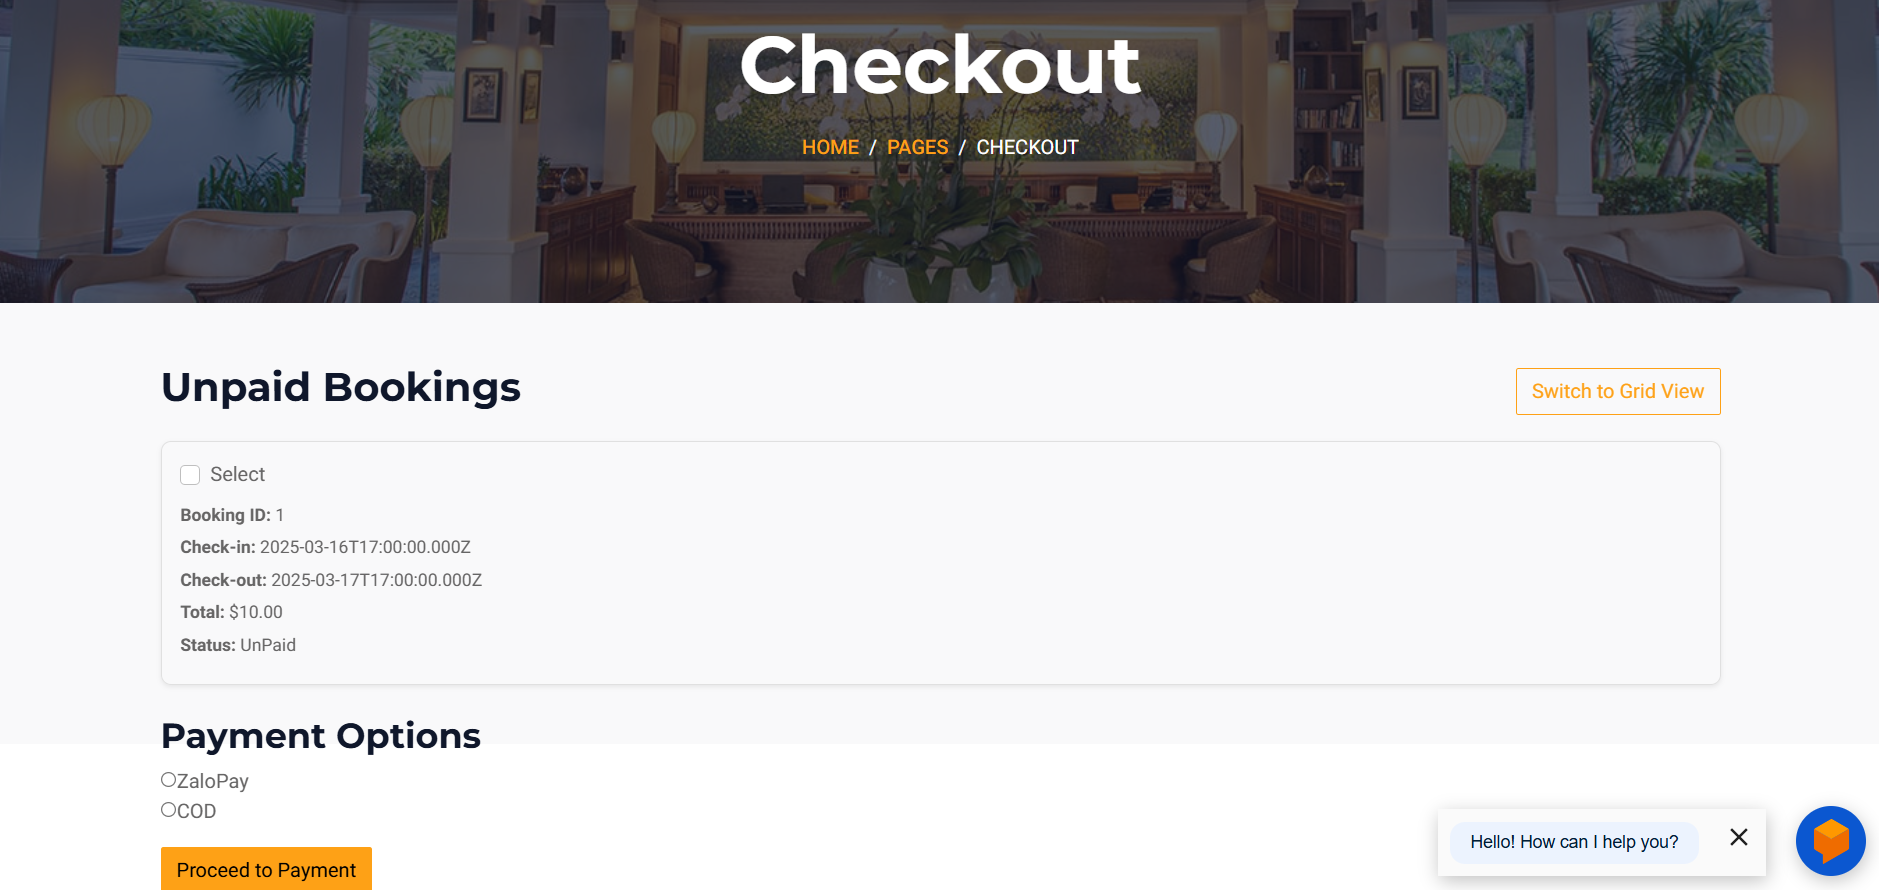 Checkout
HOME / PAGES / CHECKOUT
Unpaid Bookings
Switch to Grid View
Select
Booking ID: 1
Check-in: 2025-03-16T17:00:00.000Z
Check-out: 2025-03-17T17:00:00.000Z
Total: $10.00
Status: UnPaid
Payment Options
ZaloPay
COD
Proceed to Payment
Hello! How can I help you?